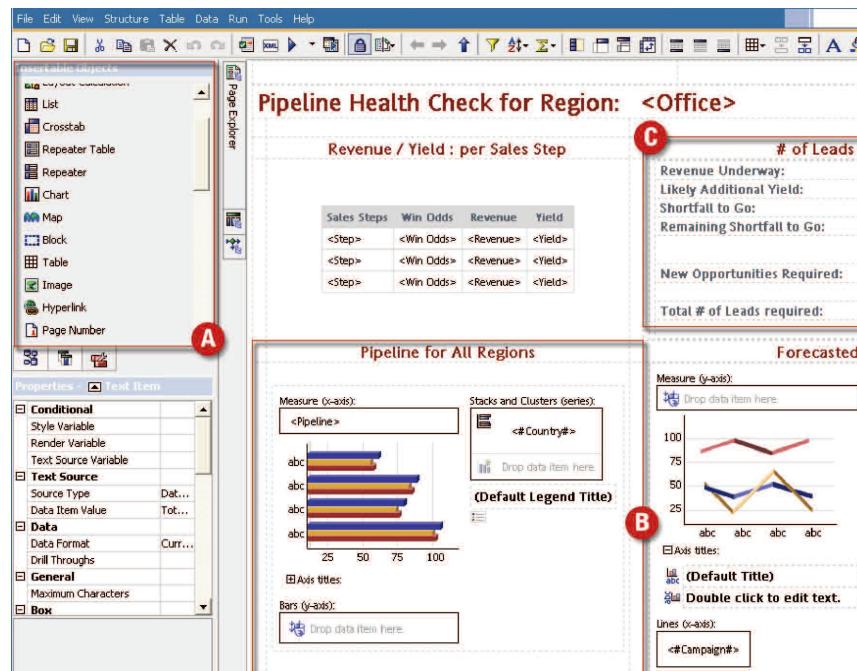 File Edit View Structure Table Data Run Tools Help
Insertable Objects
Layout Calculation
List
Crosstab
Repeater Table
Repeater
Chart
Map
Block
Table
Image
Hyperlink
Page Number
A
Properties - Text Item
Conditional
Style Variable
Render Variable
Text Source Variable
Text Source
Source Type Dat...
Data Item Value Tot...
Data
Data Format Curr...
Drill Throughs
General
Maximum Characters
Box
Page Explorer
Pipeline Health Check for Region: <Office>
Revenue / Yield : per Sales Step
Sales Steps Win Odds Revenue Yield
<Step> <Win Odds> <Revenue> <Yield>
<Step> <Win Odds> <Revenue> <Yield>
<Step> <Win Odds> <Revenue> <Yield>
C
# of Leads
Revenue Underway:
Likely Additional Yield:
Shortfall to Go:
Remaining Shortfall to Go:
New Opportunities Required:
Total # of Leads required:
Pipeline for All Regions
Measure (x-axis):
<Pipeline>
Stacks and Clusters (series):
<#Country#>
Drop data item here
(Default Legend Title)
abc
abc
abc
abc
25 50 75 100
Axis titles:
Bars (y-axis):
Drop data item here
B
Forecasted
Measure (y-axis):
Drop data item here
100
75
50
25
abc abc abc abc
Axis titles:
abc
(Default Title)
Double click to edit text.
Lines (x-axis):
<#Campaign#>